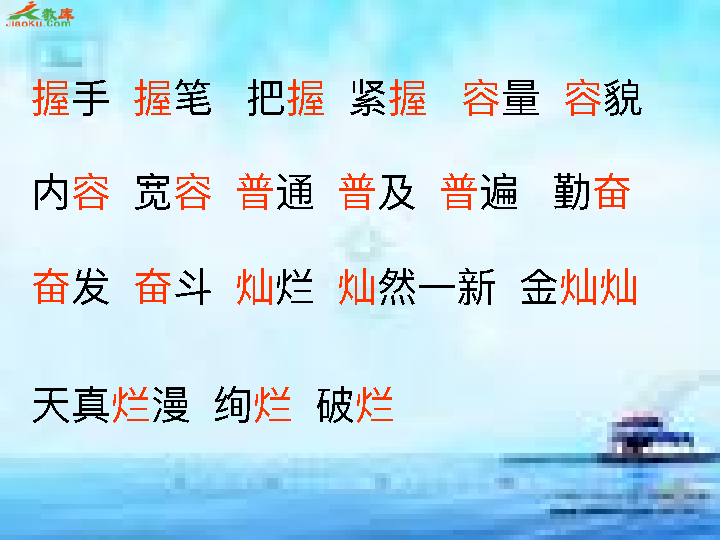 教库
JiaoKu.Com
握手 握笔 把握 紧握 容量 容貌
内容 宽容 普通 普及 普遍 勤奋
奋发 奋斗 灿烂 灿然一新 金灿灿
天真烂漫 绚烂 破烂